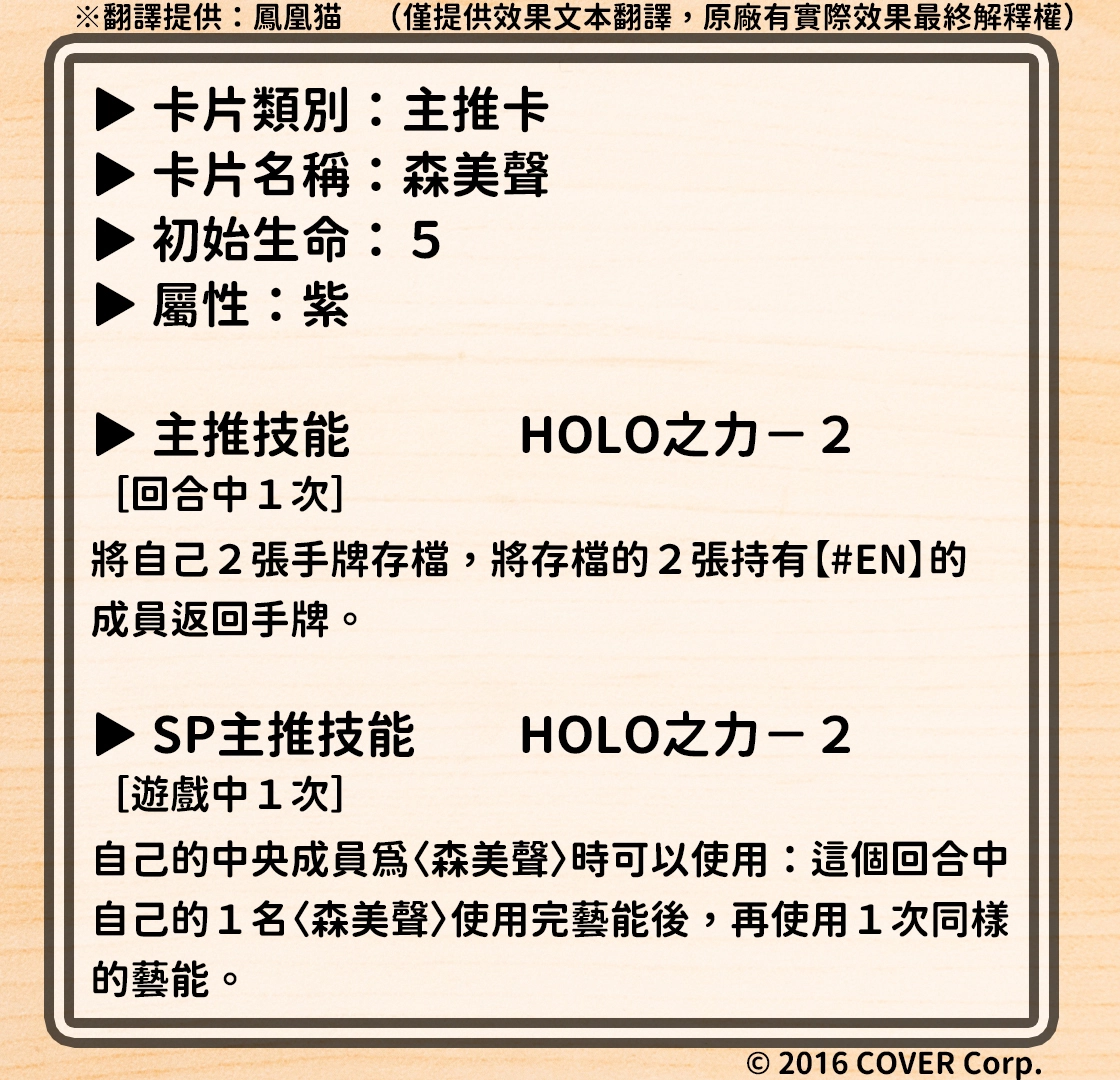 ※翻譯提供：鳳凰猫　（僅提供效果文本翻譯，原廠有實際效果最終解釋權）
▶ 卡片類別：主推卡
▶ 卡片名稱：森美聲
▶ 初始生命：５
▶ 屬性：紫
▶ 主推技能　HOLO之力－２
［回合中１次］
將自己２張手牌存檔，將存檔的２張持有【#EN】的
成員返回手牌。
▶ SP主推技能　HOLO之力－２
［遊戲中１次］
自己的中央成員爲〈森美聲〉時可以使用：這個回合中
自己的１名〈森美聲〉使用完藝能後，再使用１次同樣
的藝能。
© 2016 COVER Corp.